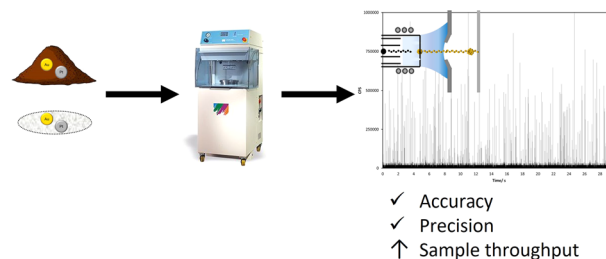 Au
Pt
Au
Pt
1000000
750000
500000
250000
0
CPS
0 2 4 6 8 10 12 14 16 18 20 22 24 26 28
Time/ s
✓ Accuracy
✓ Precision
↑ Sample throughput